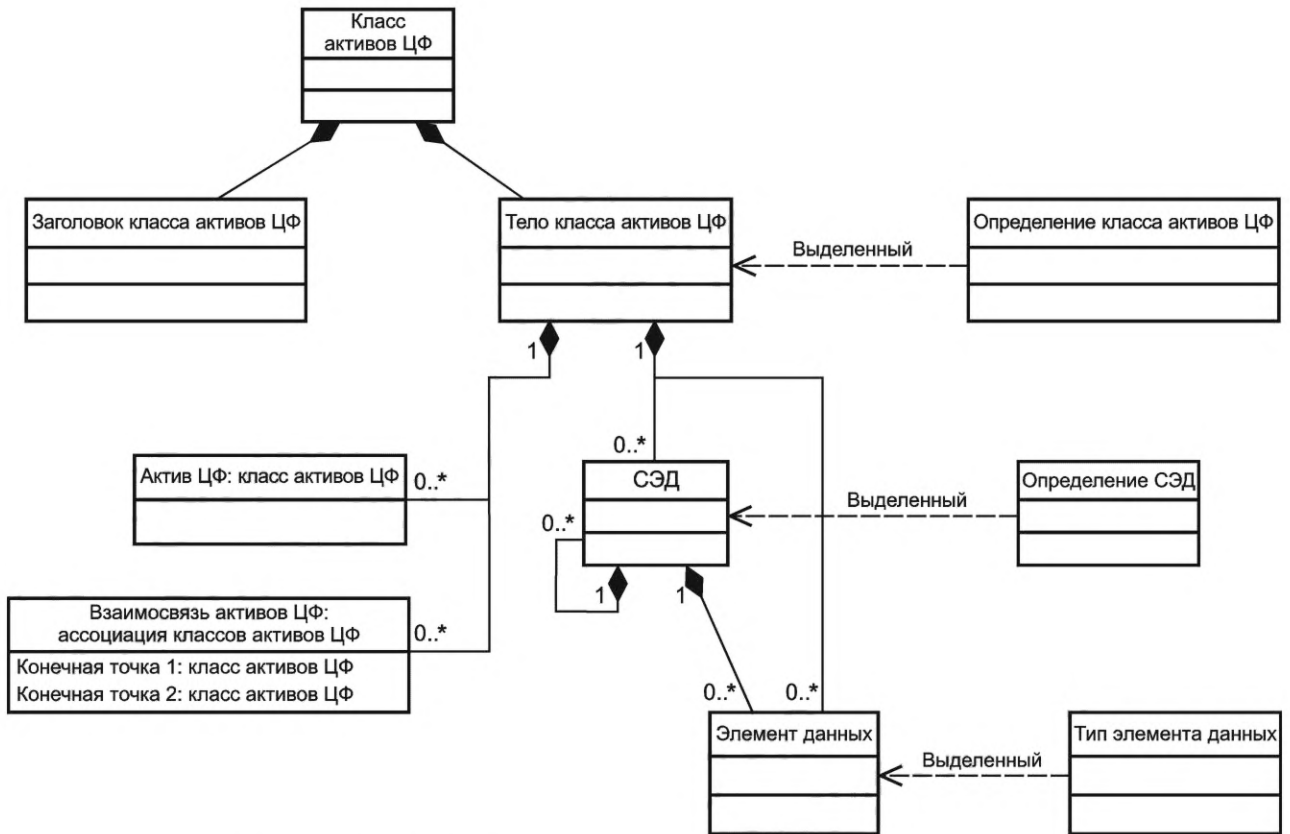 Класс
активов ЦФ
Заголовок класса активов ЦФ
Тело класса активов ЦФ
Выделенный
Определение класса активов ЦФ
1
1
0..*
Актив ЦФ: класс активов ЦФ
0..*
СЭД
Выделенный
Определение СЭД
0..*
1
1
Взаимосвязь активов ЦФ:
ассоциация классов активов ЦФ
0..*
Конечная точка 1: класс активов ЦФ
Конечная точка 2: класс активов ЦФ
0..*
0..*
Элемент данных
Выделенный
Тип элемента данных